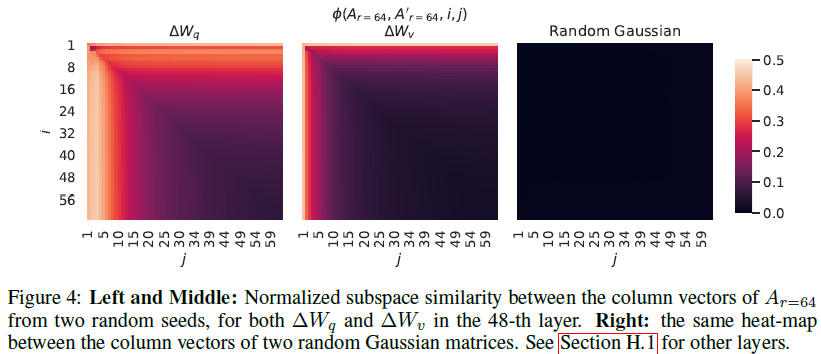 ϕ(A_{r=64}, A′_{r=64}, i, j)
ΔW_q
ΔW_v
Random Gaussian
1
8
16
24
32
40
48
56
i
1 5 10 15 20 25 29 34 39 44 49 54 59
j
1 5 10 15 20 25 29 34 39 44 49 54 59
j
1 5 10 15 20 25 29 34 39 44 49 54 59
j
0.5
0.4
0.3
0.2
0.1
0.0
Figure 4: Left and Middle: Normalized subspace similarity between the column vectors of A_{r=64}
from two random seeds, for both ΔW_q and ΔW_v in the 48-th layer. Right: the same heat-map
between the column vectors of two random Gaussian matrices. See Section H.1 for other layers.